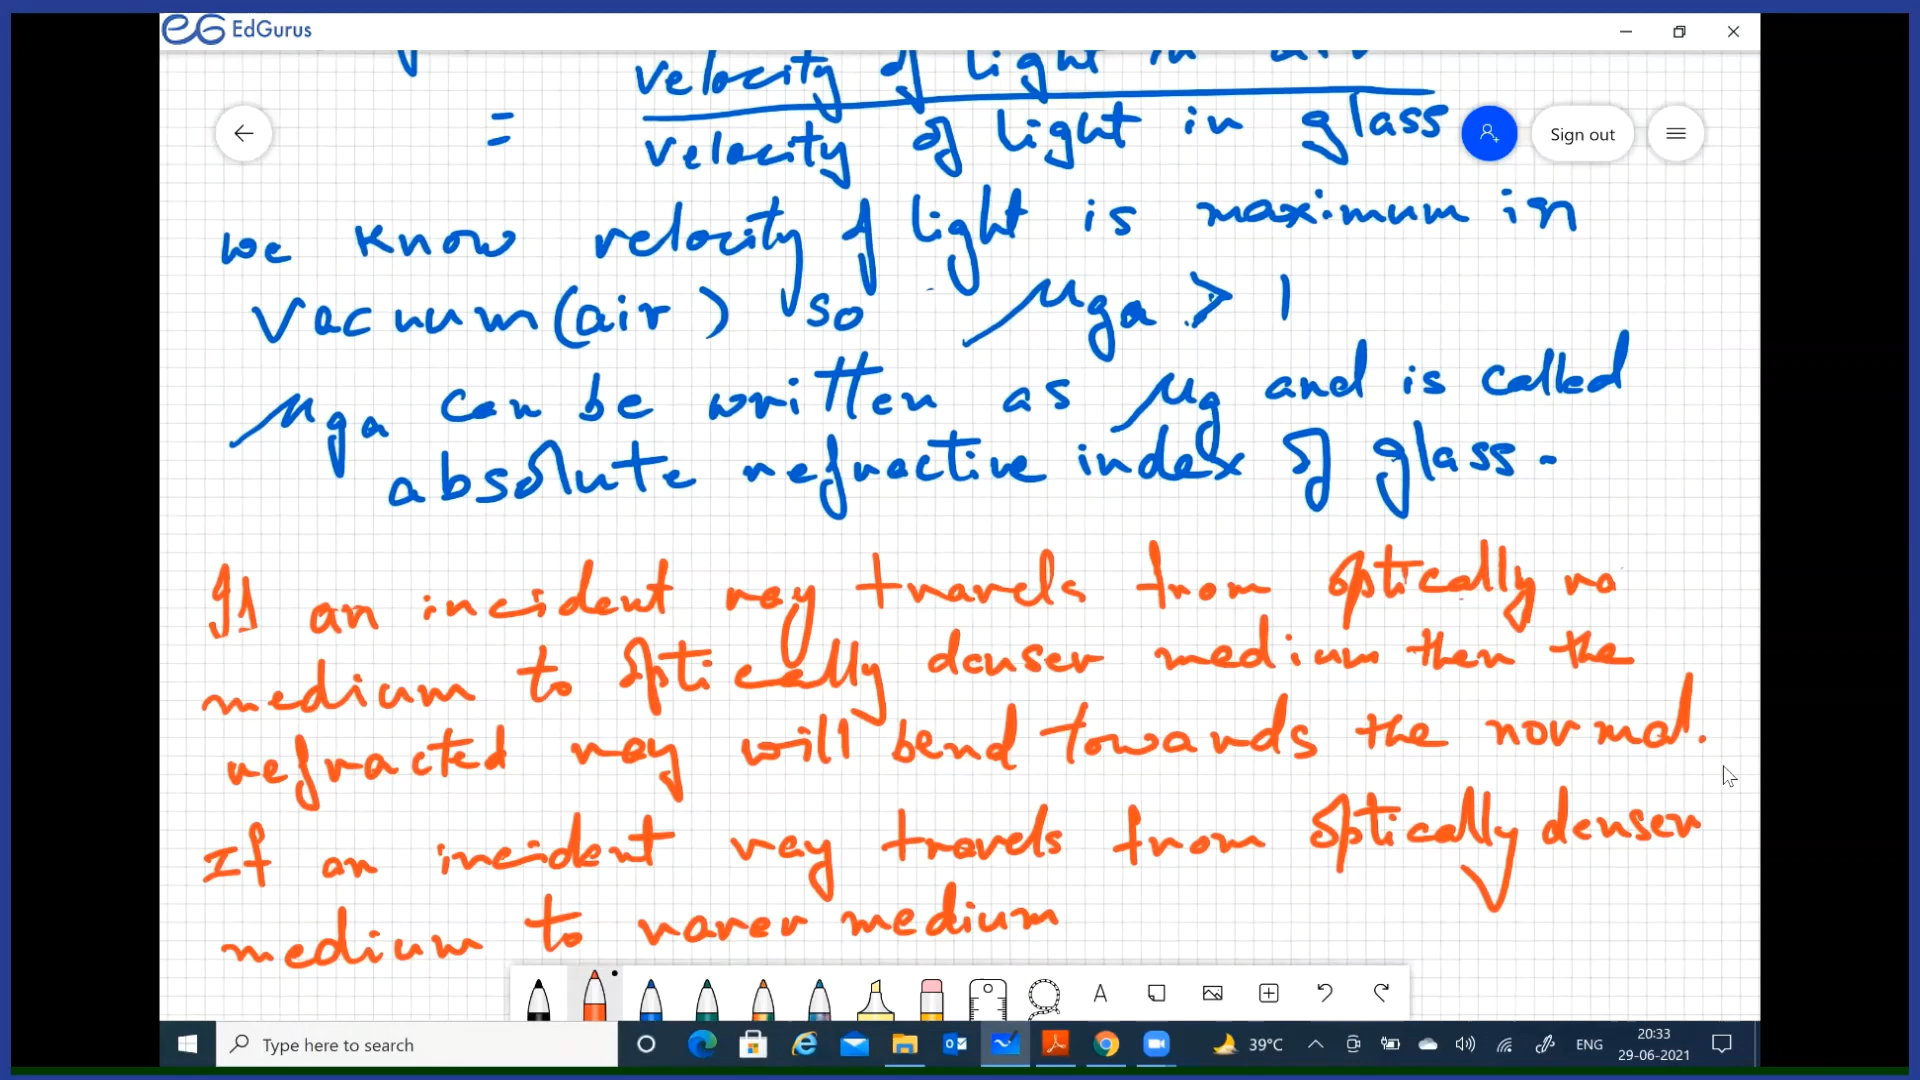 EG EdGurus
velocity of light in air
= velocity of light in glass
Sign out
we know velocity of light is maximum in
vacuum (air) so μga > 1
μga can be written as μg and is called
absolute refractive index of glass.
If an incident ray travels from optically ra
medium to optically denser medium then the
refracted ray will bend towards the normal.
If an incident ray travels from optically denser
medium to rarer medium
A
Type here to search
39°C
ENG
20:33
29-06-2021